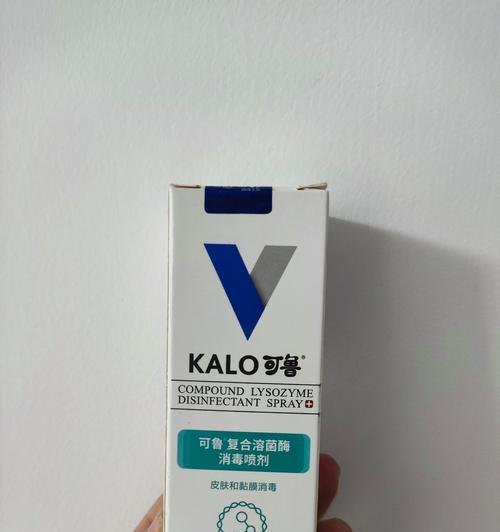 KALO可鲁®
COMPOUND LYSOZYME
DISINFECTANT SPRAY
可鲁 复合溶菌酶
消毒喷剂
皮肤和黏膜消毒